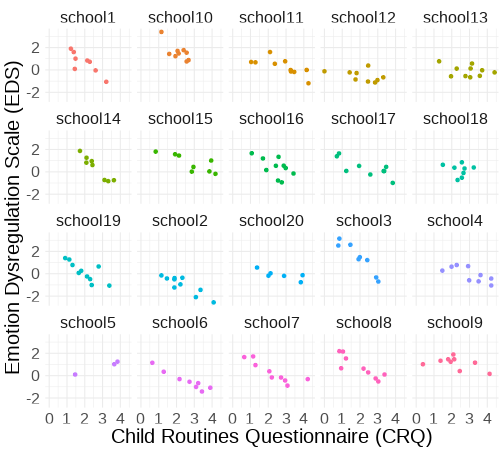 school1 school10 school11 school12 school13
2
0
-2
school14 school15 school16 school17 school18
2
0
-2
school19 school2 school20 school3 school4
2
0
-2
school5 school6 school7 school8 school9
2
0
-2
0 1 2 3 4 0 1 2 3 4 0 1 2 3 4 0 1 2 3 4 0 1 2 3 4
Child Routines Questionnaire (CRQ)
Emotion Dysregulation Scale (EDS)